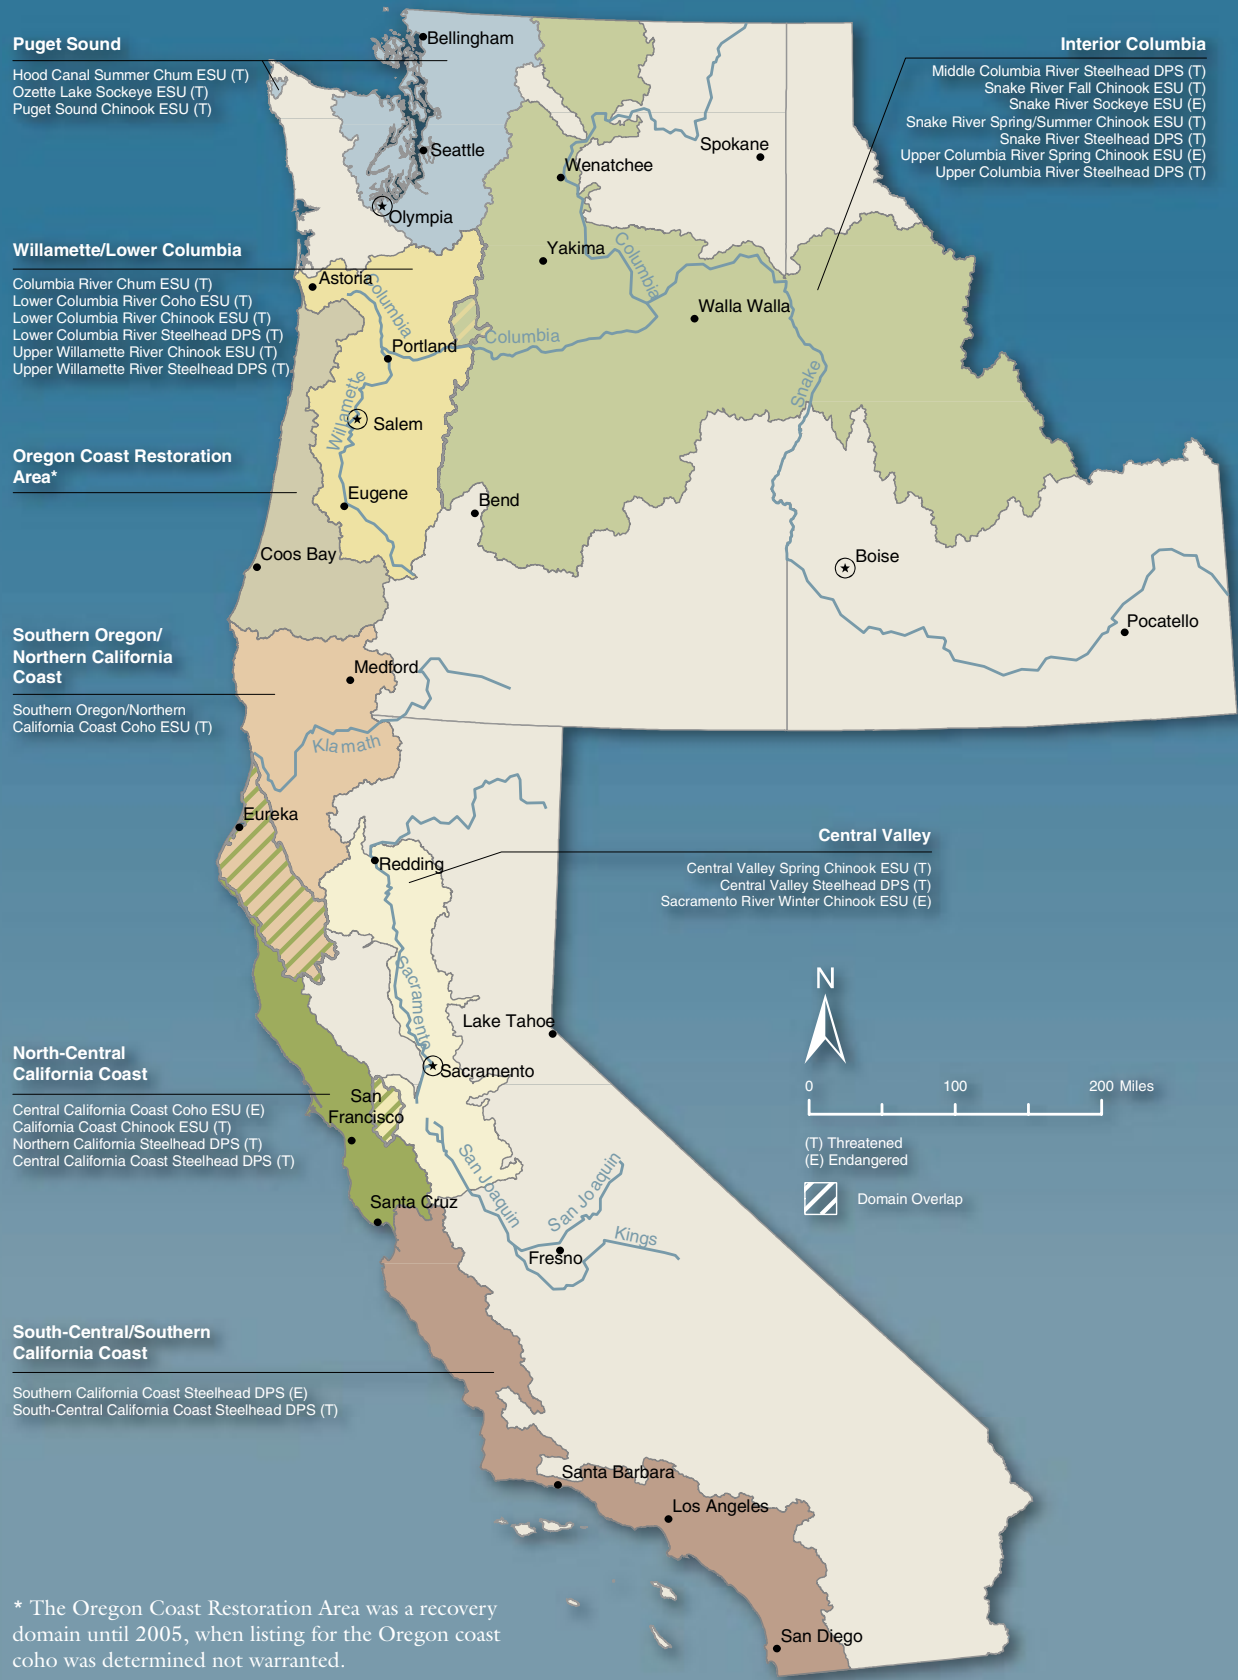 Puget Sound
Hood Canal Summer Chum ESU (T)
Ozette Lake Sockeye ESU (T)
Puget Sound Chinook ESU (T)
Interior Columbia
Middle Columbia River Steelhead DPS (T)
Snake River Fall Chinook ESU (T)
Snake River Sockeye ESU (E)
Snake River Spring/Summer Chinook ESU (T)
Snake River Steelhead DPS (T)
Upper Columbia River Spring Chinook ESU (E)
Upper Columbia River Steelhead DPS (T)
Bellingham
Seattle
Olympia
Wenatchee
Spokane
Yakima
Columbia
Walla Walla
Willamette/Lower Columbia
Columbia River Chum ESU (T)
Lower Columbia River Coho ESU (T)
Lower Columbia River Chinook ESU (T)
Lower Columbia River Steelhead DPS (T)
Upper Willamette River Chinook ESU (T)
Upper Willamette River Steelhead DPS (T)
Astoria
Columbia
Columbia
Portland
Willamette
Salem
Snake
Oregon Coast Restoration
Area*
Eugene
Bend
Coos Bay
Boise
Pocatello
Southern Oregon/
Northern California
Coast
Southern Oregon/Northern
California Coast Coho ESU (T)
Medford
Klamath
Eureka
Redding
Central Valley
Central Valley Spring Chinook ESU (T)
Central Valley Steelhead DPS (T)
Sacramento River Winter Chinook ESU (E)
Sacramento
Lake Tahoe
Sacramento
N
0 100 200 Miles
(T) Threatened
(E) Endangered
Domain Overlap
North-Central
California Coast
Central California Coast Coho ESU (E)
California Coast Chinook ESU (T)
Northern California Steelhead DPS (T)
Central California Coast Steelhead DPS (T)
San
Francisco
Santa Cruz
San Joaquin
San Joaquin
Kings
Fresno
South-Central/Southern
California Coast
Southern California Coast Steelhead DPS (E)
South-Central California Coast Steelhead DPS (T)
Santa Barbara
Los Angeles
San Diego
* The Oregon Coast Restoration Area was a recovery
domain until 2005, when listing for the Oregon coast
coho was determined not warranted.